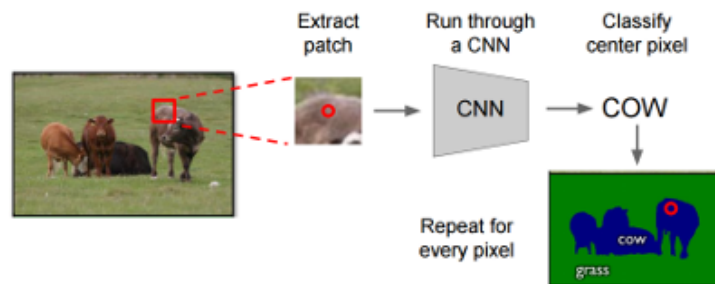 Extract
patch
Run through
a CNN
Classify
center pixel
CNN
COW
Repeat for
every pixel
cow
grass